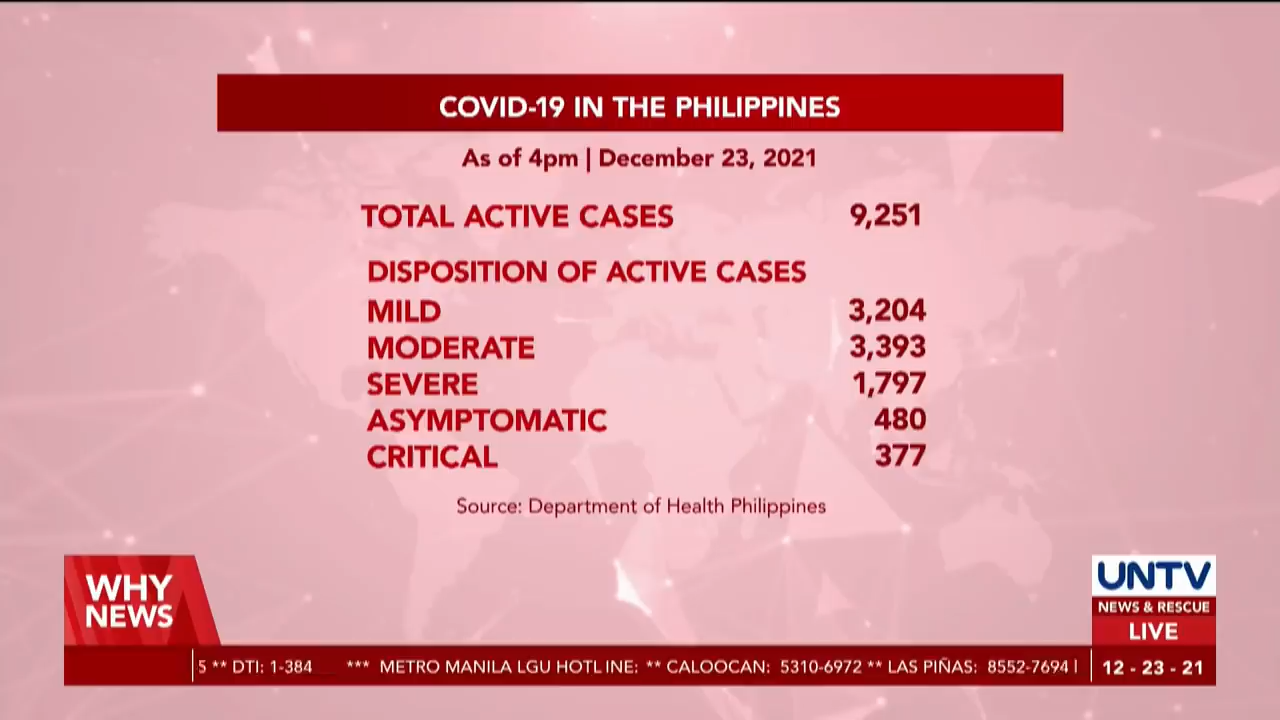 COVID-19 IN THE PHILIPPINES
As of 4pm | December 23, 2021
TOTAL ACTIVE CASES 9,251
DISPOSITION OF ACTIVE CASES
MILD 3,204
MODERATE 3,393
SEVERE 1,797
ASYMPTOMATIC 480
CRITICAL 377
Source: Department of Health Philippines
WHY
NEWS
UNTV
NEWS & RESCUE
LIVE
5 ** DTI: 1-384 *** METRO MANILA LGU HOTLINE: ** CALOOCAN: 5310-6972 ** LAS PIÑAS: 8552-7694
12 - 23 - 21